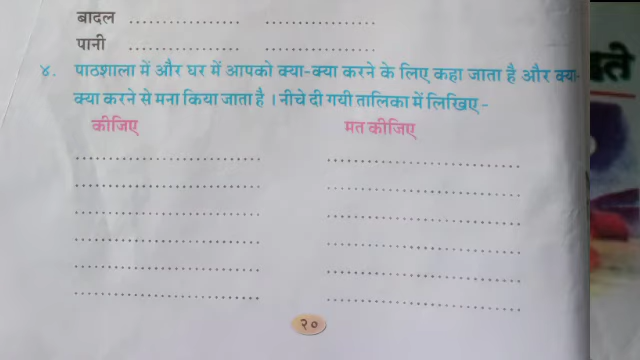 बादल .................... ....................
पानी .................... ....................
४. पाठशाला में और घर में आपको क्या-क्या करने के लिए कहा जाता है और क्या-
क्या करने से मना किया जाता है । नीचे दी गयी तालिका में लिखिए -
कीजिए मत कीजिए
.................................. ..................................
.................................. ..................................
.................................. ..................................
.................................. ..................................
.................................. ..................................
.................................. ..................................
२०